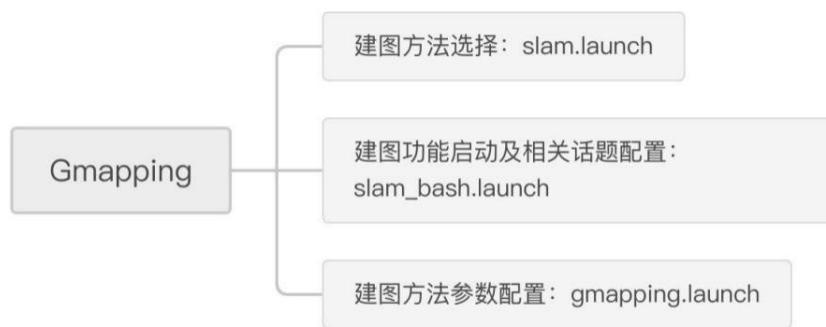 Gmapping
建图方法选择：slam.launch
建图功能启动及相关话题配置：
slam_bash.launch
建图方法参数配置：gmapping.launch